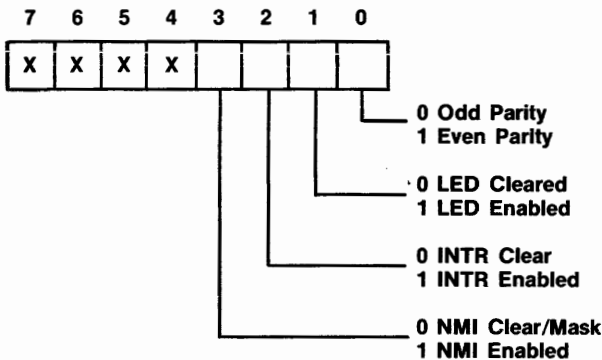 7 6 5 4 3 2 1 0
X X X X
0 Odd Parity
1 Even Parity
0 LED Cleared
1 LED Enabled
0 INTR Clear
1 INTR Enabled
0 NMI Clear/Mask
1 NMI Enabled